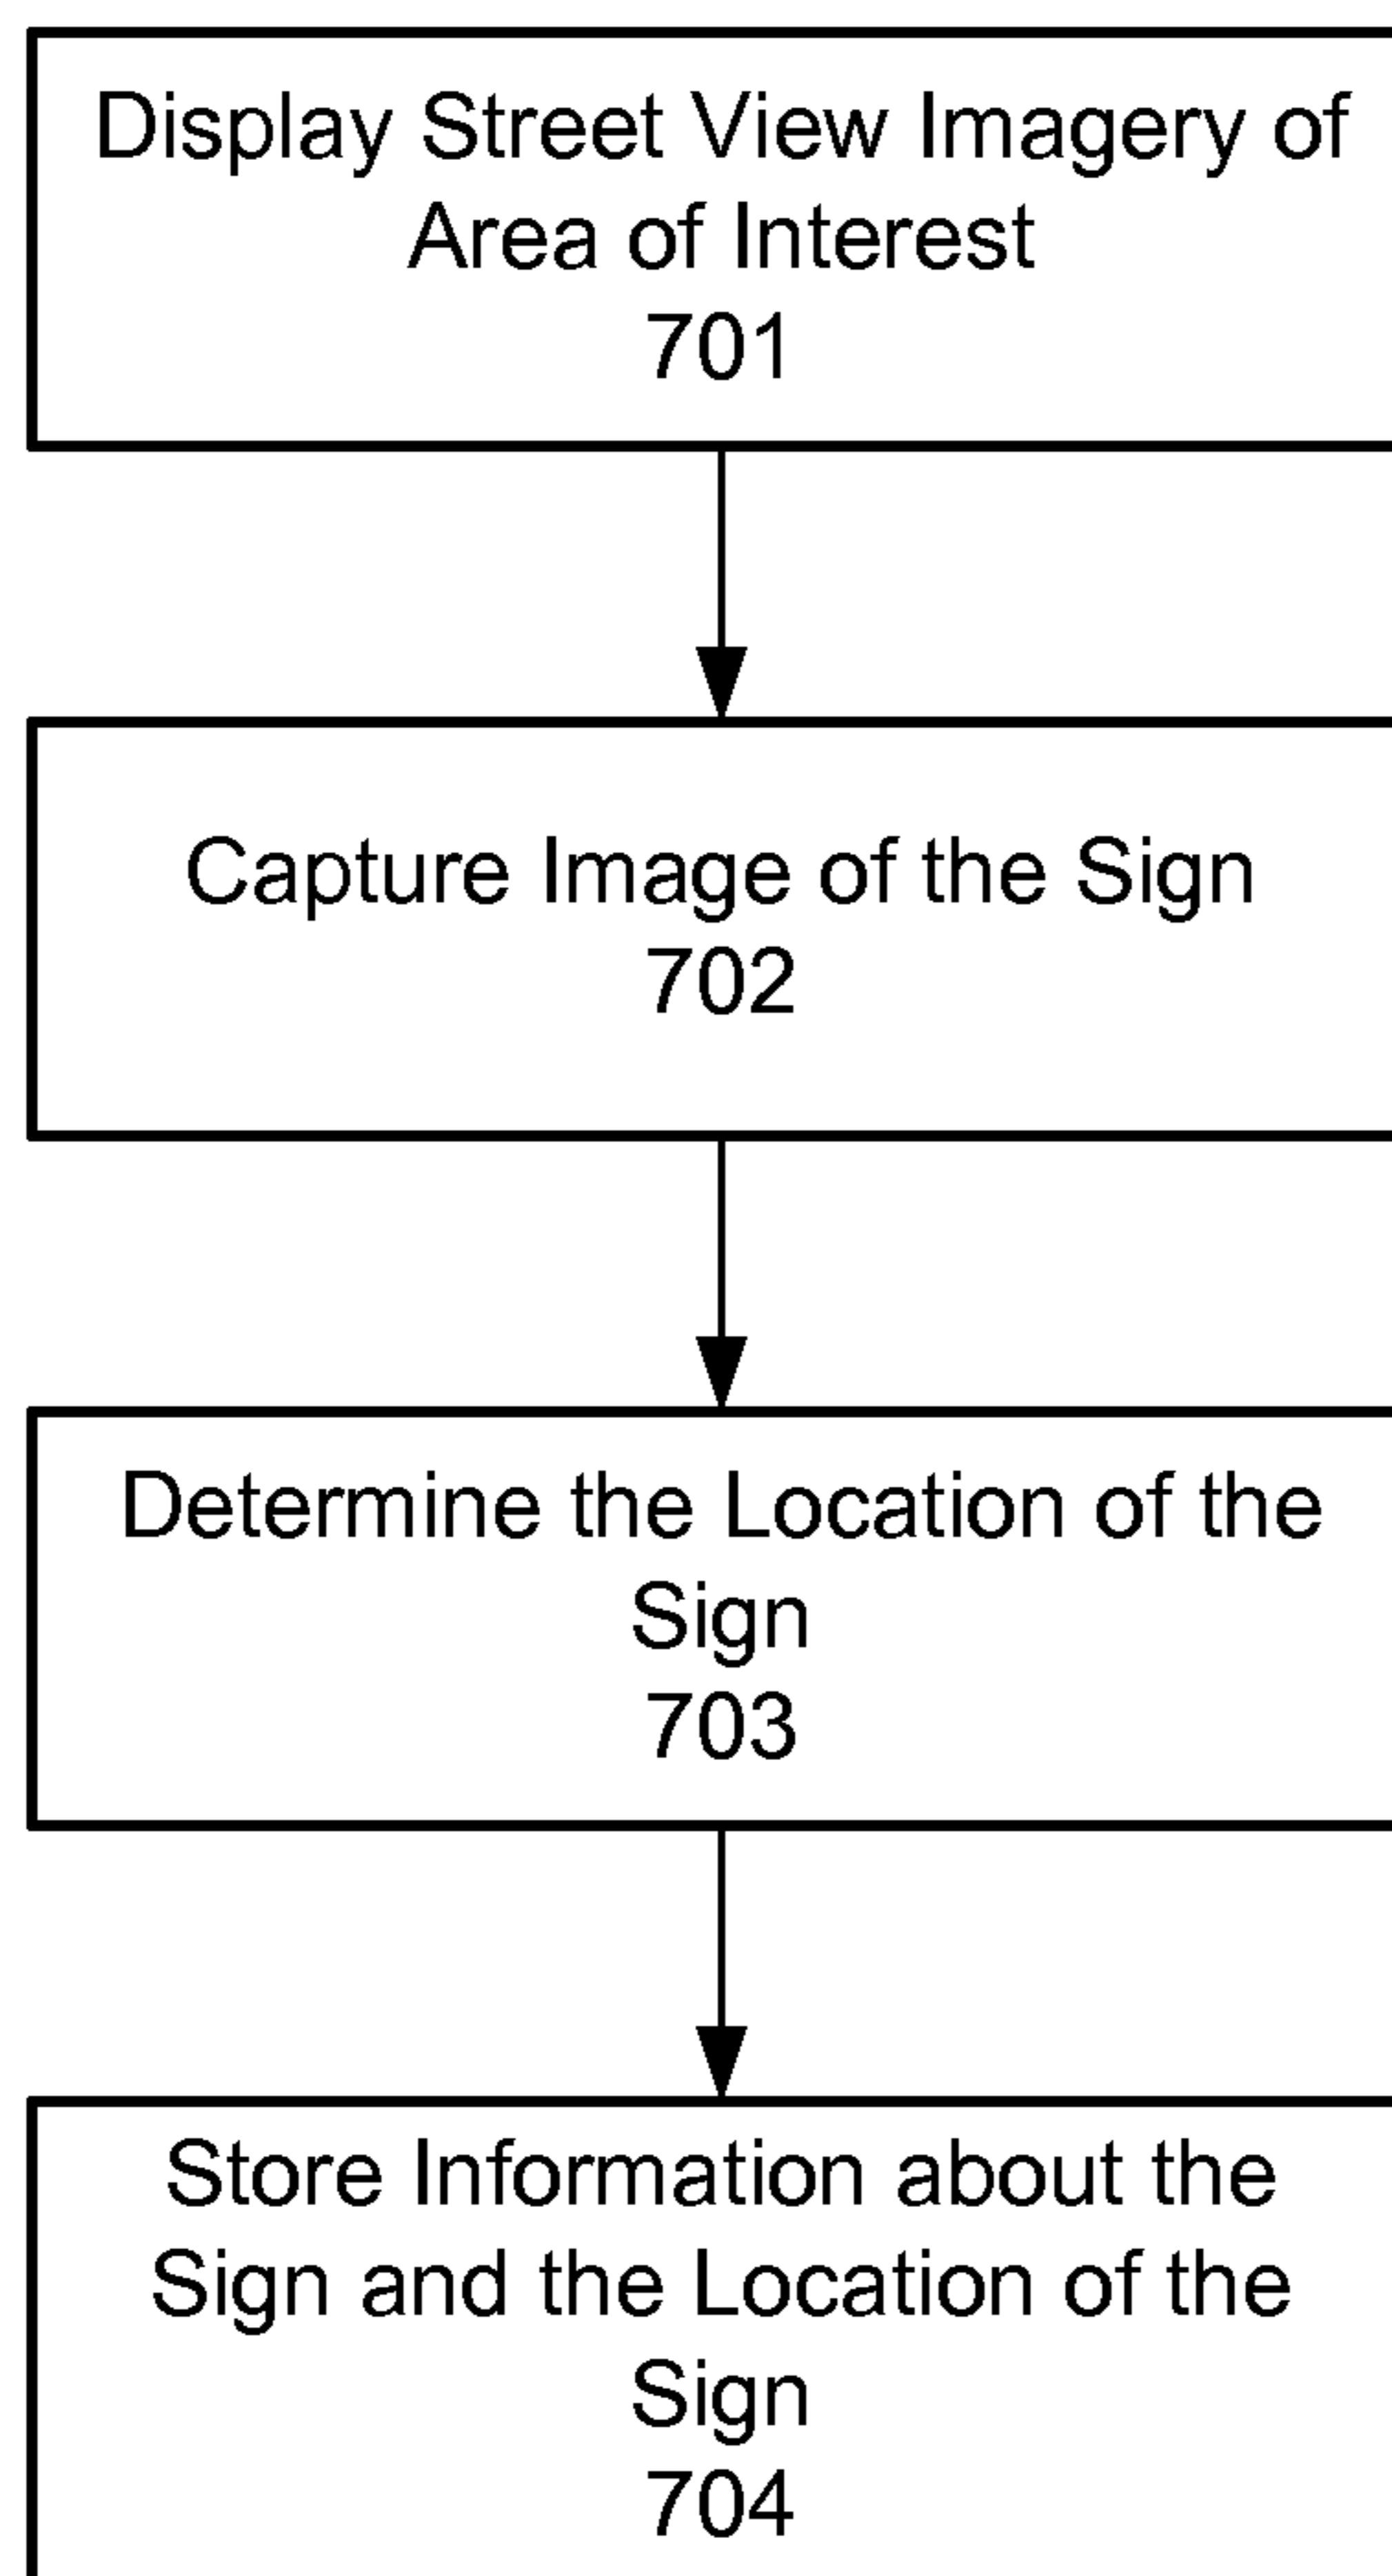 Display Street View Imagery of
Area of Interest
701
Capture Image of the Sign
702
Determine the Location of the
Sign
703
Store Information about the
Sign and the Location of the
Sign
704